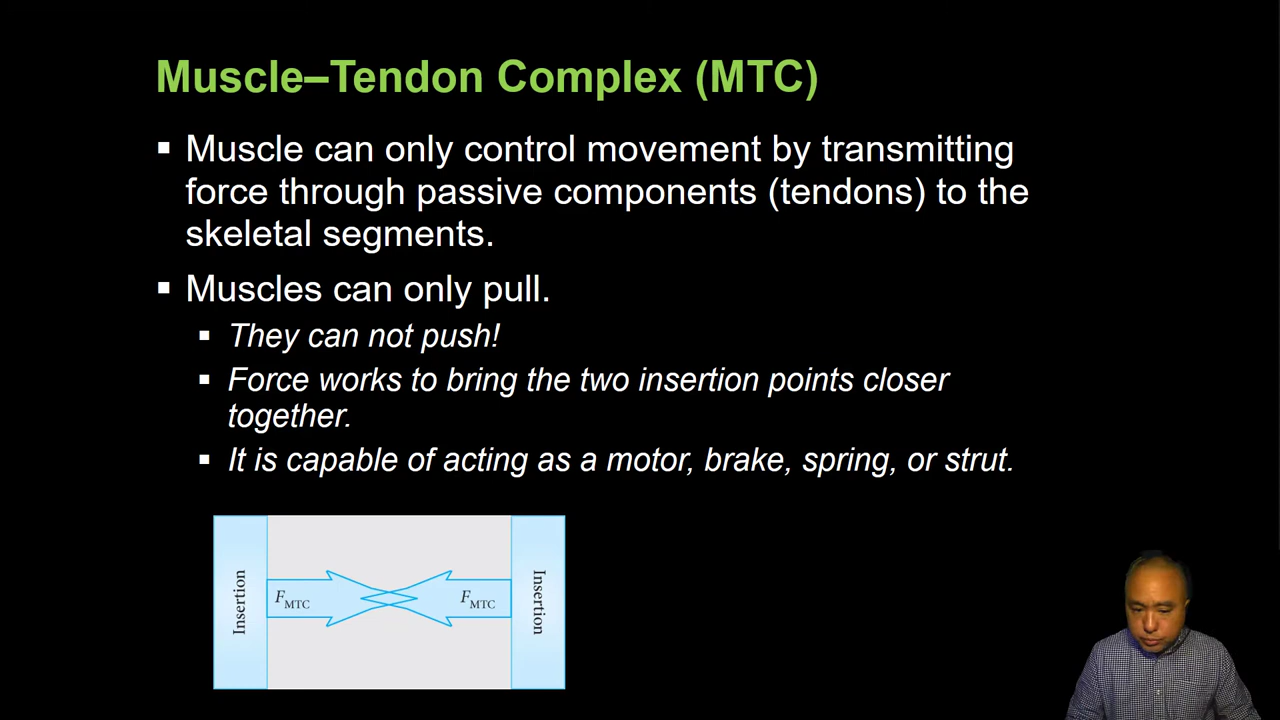 Muscle–Tendon Complex (MTC)
▪ Muscle can only control movement by transmitting
force through passive components (tendons) to the
skeletal segments.
▪ Muscles can only pull.
▪ They can not push!
▪ Force works to bring the two insertion points closer
together.
▪ It is capable of acting as a motor, brake, spring, or strut.
Insertion
F_MTC
F_MTC
Insertion